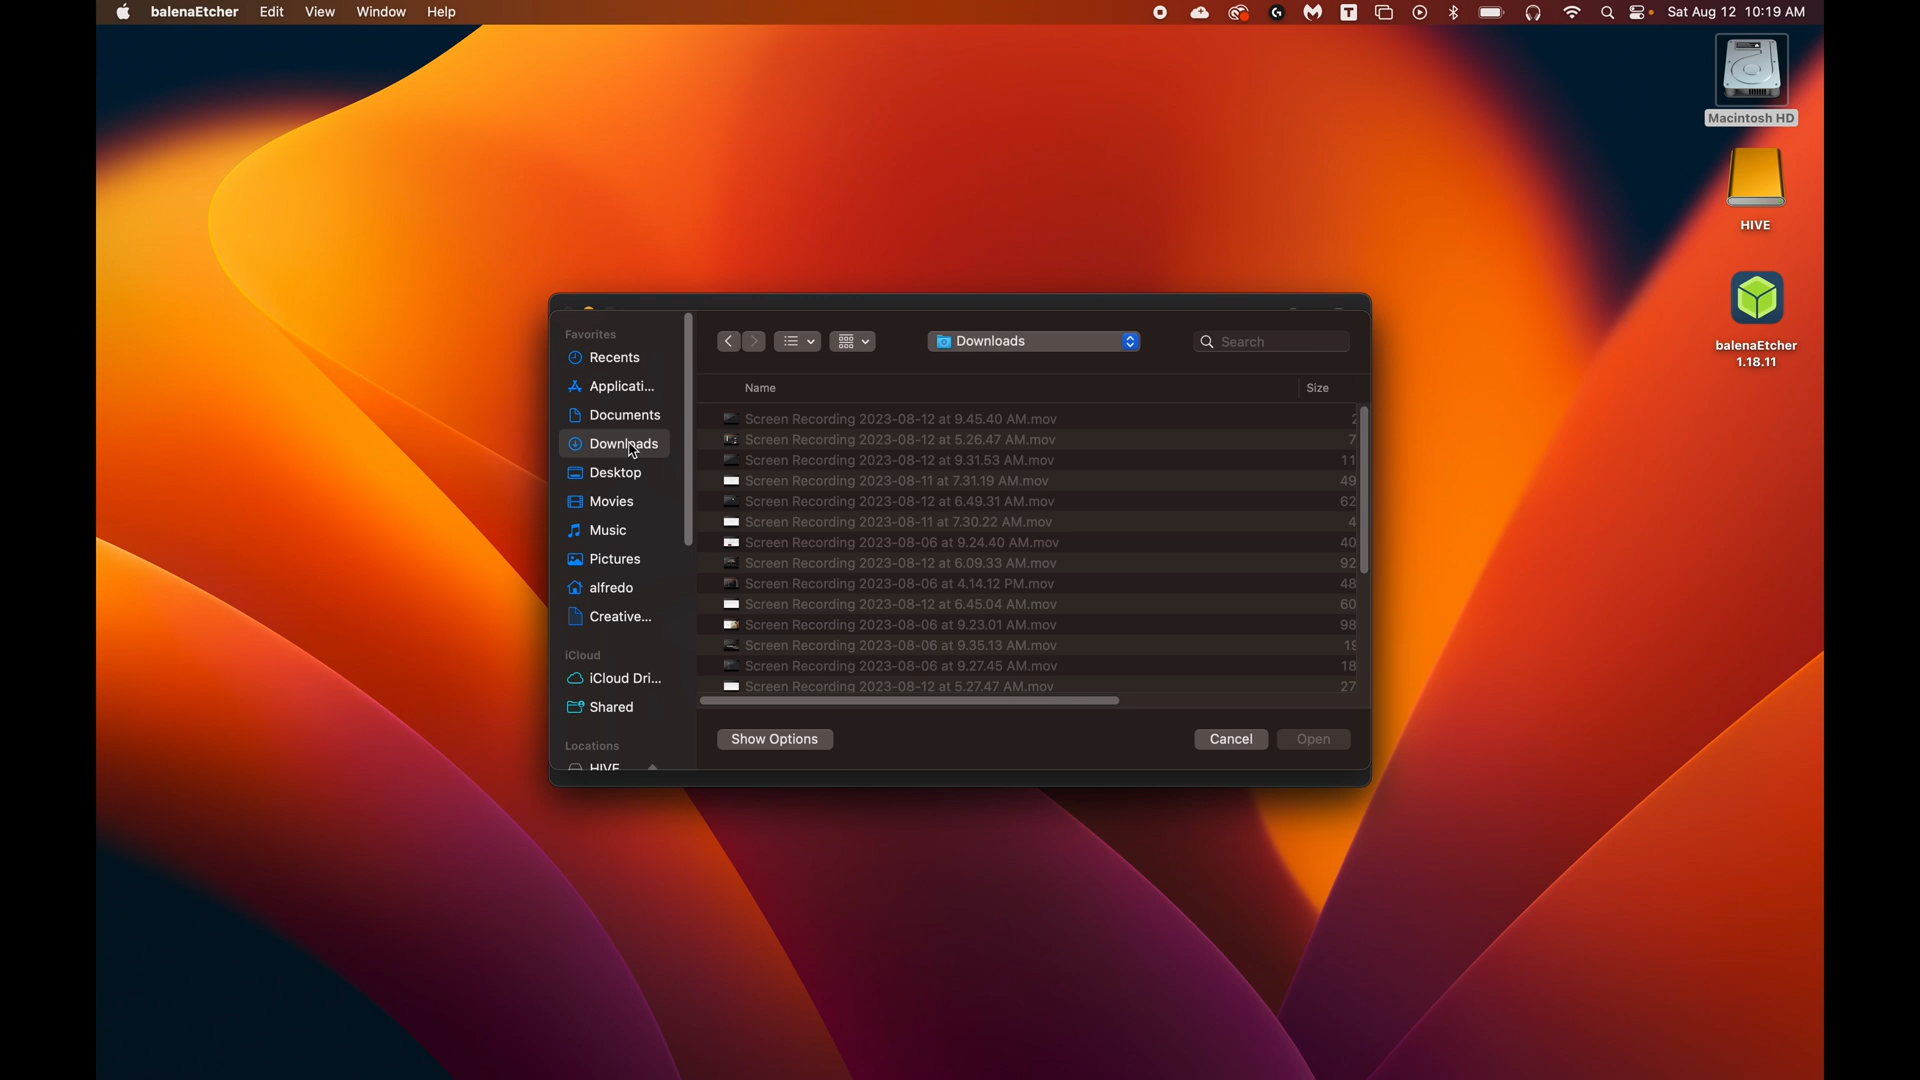 balenaEtcher Edit View Window Help Sat Aug 12 10:19 AM
Macintosh HD
HIVE
balenaEtcher
1.18.11
Favorites
Recents
Applicati...
Documents
Downloads
Desktop
Movies
Music
Pictures
alfredo
Creative...
iCloud
iCloud Dri...
Shared
Locations
HIVE
Downloads
Search
Name Size
Screen Recording 2023-08-12 at 9.45.40 AM.mov
Screen Recording 2023-08-12 at 5.26.47 AM.mov 7
Screen Recording 2023-08-12 at 9.31.53 AM.mov 11
Screen Recording 2023-08-11 at 7.31.19 AM.mov 49
Screen Recording 2023-08-12 at 6.49.31 AM.mov 62
Screen Recording 2023-08-11 at 7.30.22 AM.mov 4
Screen Recording 2023-08-06 at 9.24.40 AM.mov 40
Screen Recording 2023-08-12 at 6.09.33 AM.mov 92
Screen Recording 2023-08-06 at 4.14.12 PM.mov 48
Screen Recording 2023-08-12 at 6.45.04 AM.mov 60
Screen Recording 2023-08-06 at 9.23.01 AM.mov 98
Screen Recording 2023-08-06 at 9.35.13 AM.mov
Screen Recording 2023-08-06 at 9.27.45 AM.mov 18
Screen Recording 2023-08-12 at 5.27.47 AM.mov 27
Show Options Cancel Open